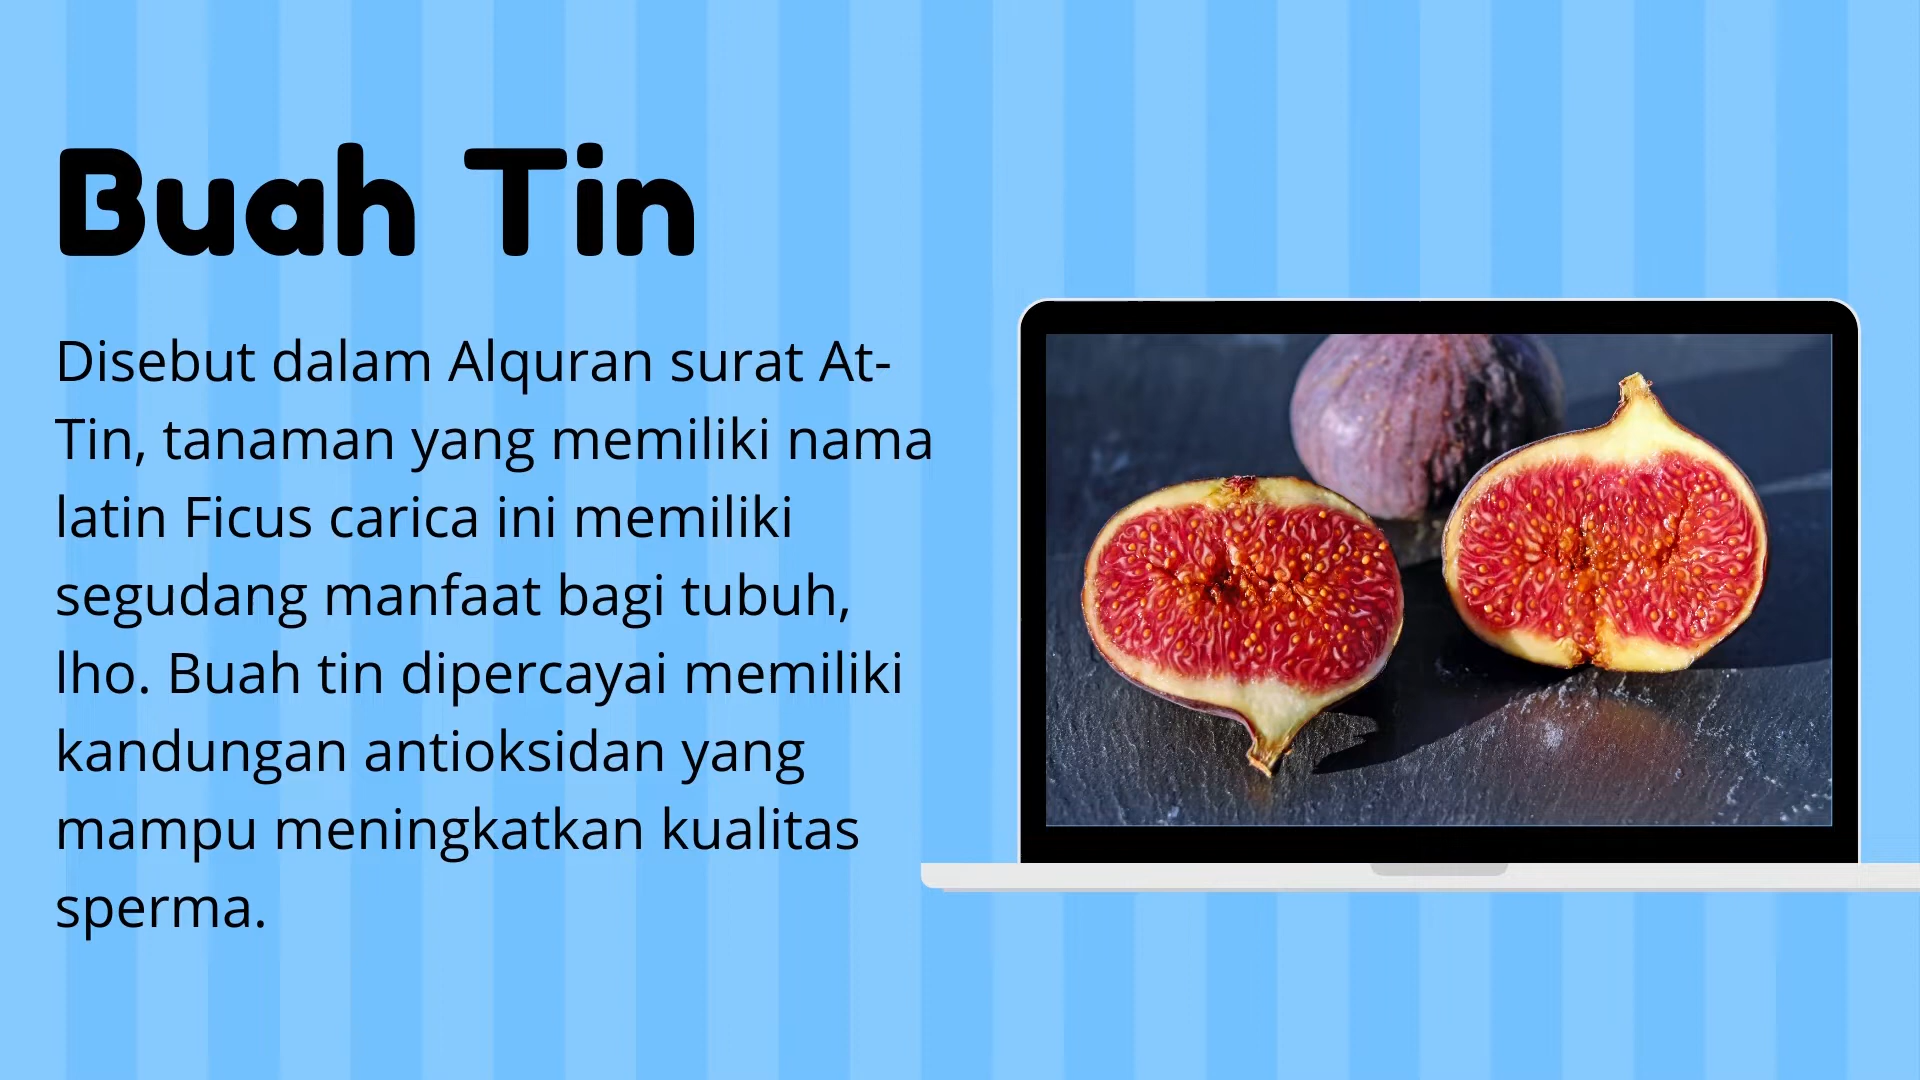 Buah Tin
Disebut dalam Alquran surat At-
Tin, tanaman yang memiliki nama
latin Ficus carica ini memiliki
segudang manfaat bagi tubuh,
lho. Buah tin dipercayai memiliki
kandungan antioksidan yang
mampu meningkatkan kualitas
sperma.